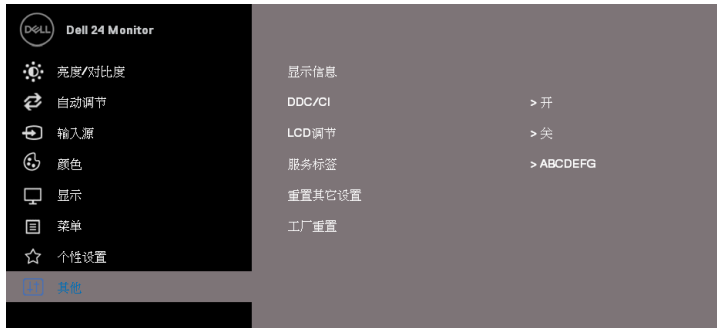 DELL Dell 24 Monitor
亮度/对比度 显示信息
自动调节 DDC/CI > 开
输入源 LCD调节 > 关
颜色 服务标签 > ABCDEFG
显示 重置其它设置
菜单 工厂重置
个性设置
其他